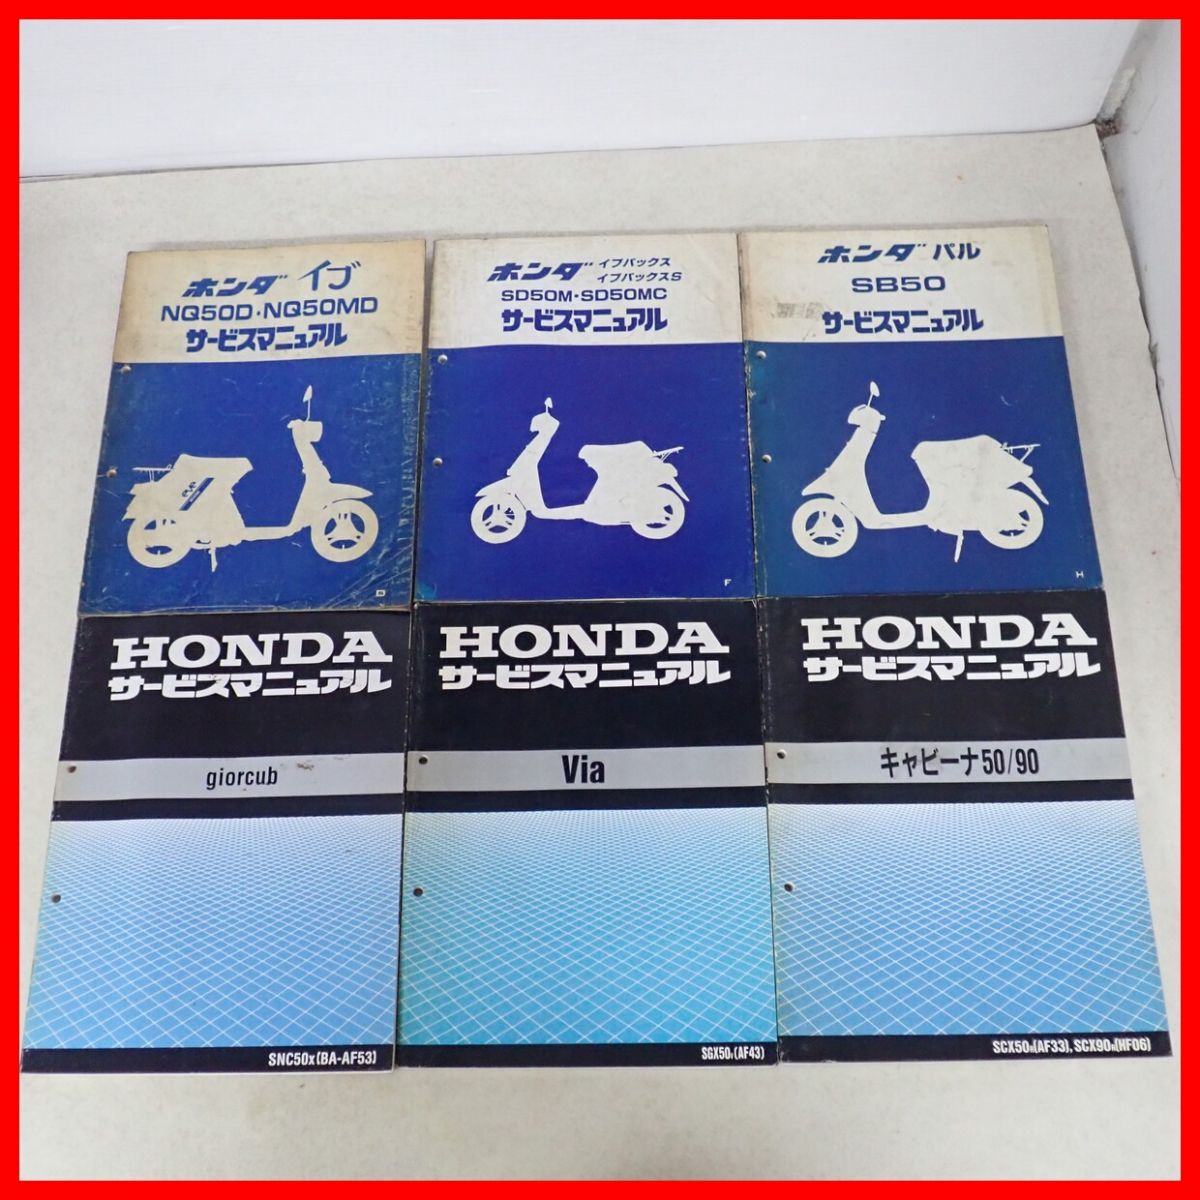 ホンダ イブ
NQ50D・NQ50MD
サービスマニュアル
eve
D
ホンダ イブパックス
イブパックスS
SD50M・SD50MC
サービスマニュアル
F
ホンダ パル
SB50
サービスマニュアル
H
HONDA
サービスマニュアル
giorcub
SNC50X(BA-AF53)
HONDA
サービスマニュアル
Via
(AF43)
HONDA
サービスマニュアル
キャビーナ50/90
SCX50R(AF33), SCX90R(HF06)